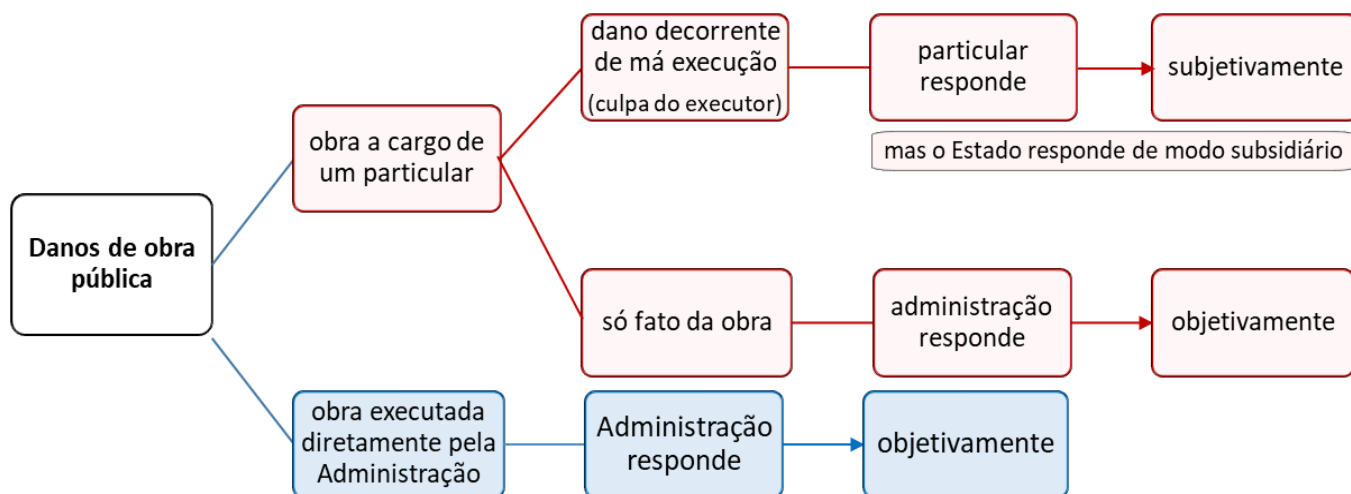 Danos de obra
pública
obra a cargo de
um particular
dano decorrente
de má execução
(culpa do executor)
particular
responde
subjetivamente
mas o Estado responde de modo subsidiário
só fato da obra
administração
responde
objetivamente
obra executada
diretamente pela
Administração
Administração
responde
objetivamente